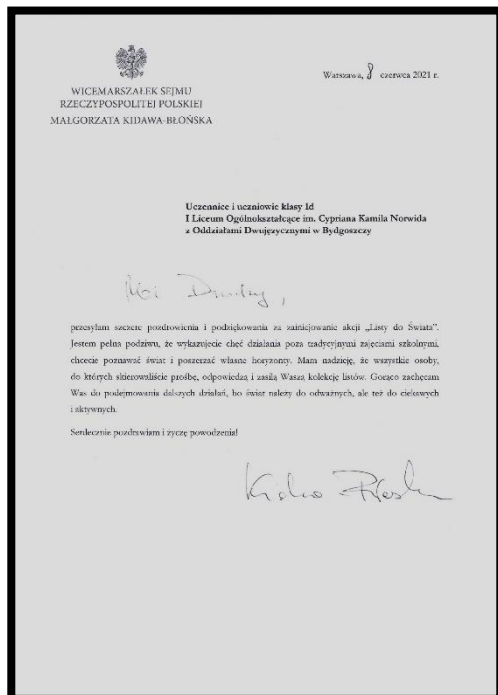 Warszawa, 8 czerwca 2021 r.
WICEMARSZAŁEK SEJMU
RZECZYPOSPOLITEJ POLSKIEJ
MAŁGORZATA KIDAWA-BŁOŃSKA
Uczennice i uczniowie klasy 1d
I Liceum Ogólnokształcące im. Cypriana Kamila Norwida
z Oddziałami Dwujęzycznymi w Bydgoszczy
Moi Drodzy,
przesyłam szczere pozdrowienia i podziękowania za zainicjowanie akcji „Listy do Świata”.
Jestem pełna podziwu, że wykazujecie chęć działania poza tradycyjnymi zajęciami szkolnymi,
chcecie poznawać świat i poszerzać własne horyzonty. Mam nadzieję, że wszystkie osoby,
do których skierowaliście prośbę, odpowiedzą i zasilą Waszą kolekcję listów. Gorąco zachęcam
Was do podejmowania dalszych działań, bo świat należy do odważnych, ale też do ciekawych
i aktywnych.
Serdecznie pozdrawiam i życzę powodzenia!